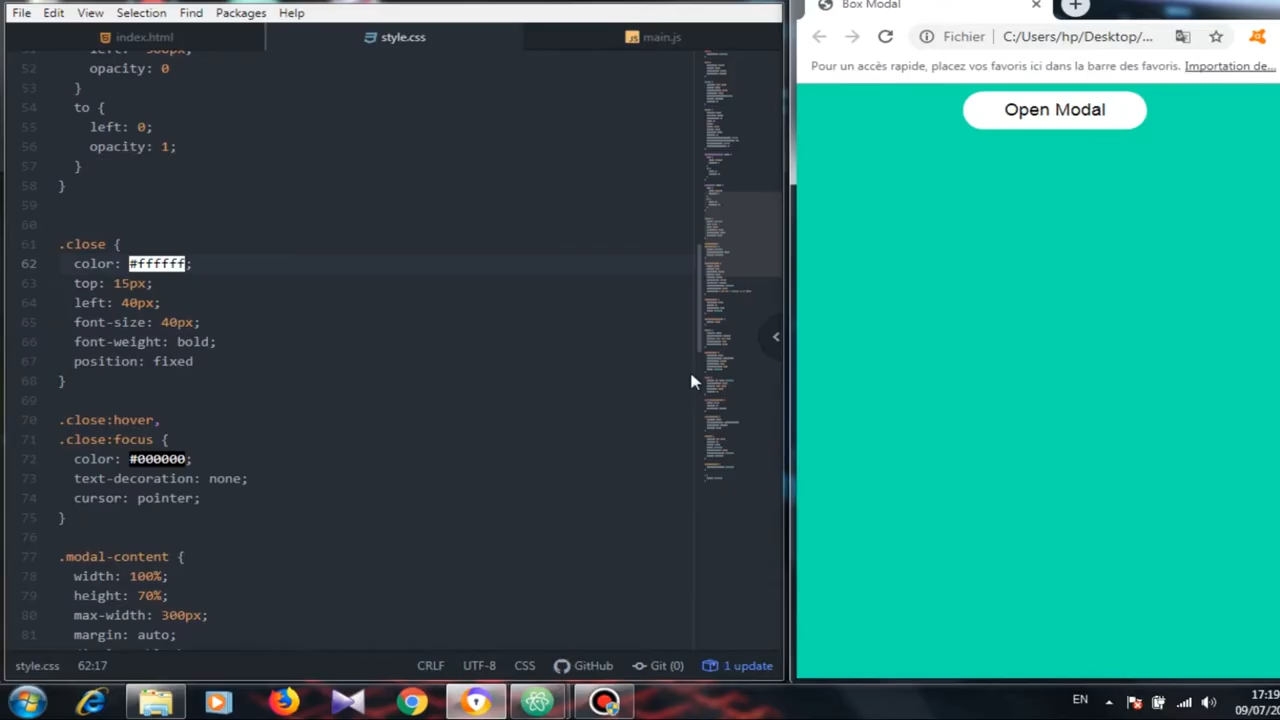 File Edit View Selection Find Packages Help
index.html
style.css
main.js
Box Modal
Fichier
C:/Users/hp/Desktop/...
Pour un accès rapide, placez vos favoris ici dans la barre des favoris. Importation de...
Open Modal
52 opacity: 0
53 }
54 to {
55 left: 0;
56 opacity: 1;
57 }
58 }
59
60
61 .close {
62 color: #ffffff;
63 top: 15px;
64 left: 40px;
65 font-size: 40px;
66 font-weight: bold;
67 position: fixed
68 }
69
70 .close:hover,
71 .close:focus {
72 color: #000000;
73 text-decoration: none;
74 cursor: pointer;
75 }
76
77 .modal-content {
78 width: 100%;
79 height: 70%;
80 max-width: 300px;
81 margin: auto;
style.css 62:17 CRLF UTF-8 CSS GitHub Git (0) 1 update
EN
17:19